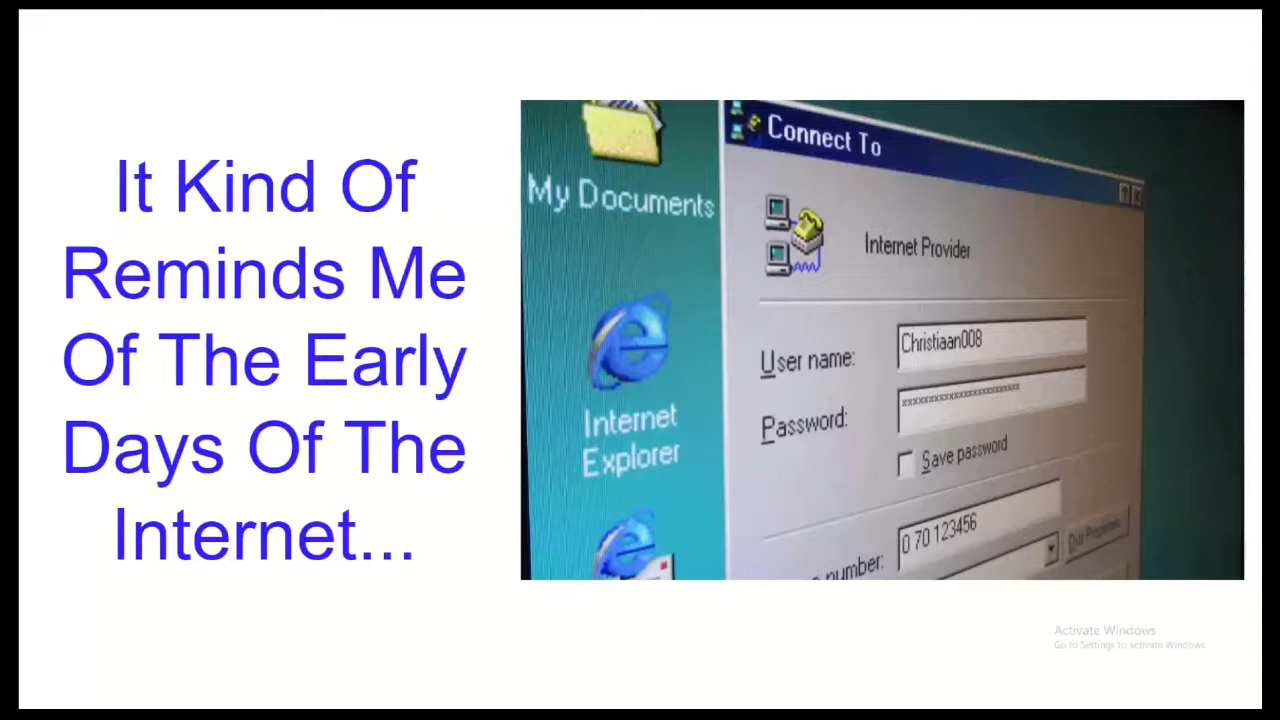 It Kind Of
Reminds Me
Of The Early
Days Of The
Internet...
Connect To
My Documents
Internet Provider
User name:
Christiaan008
Password:
xxxxxxxxxxxxxxxxxxxxxxxx
Save password
Internet
Explorer
number:
0 70 123456
Activate Windows
Go to Settings to activate Windows.